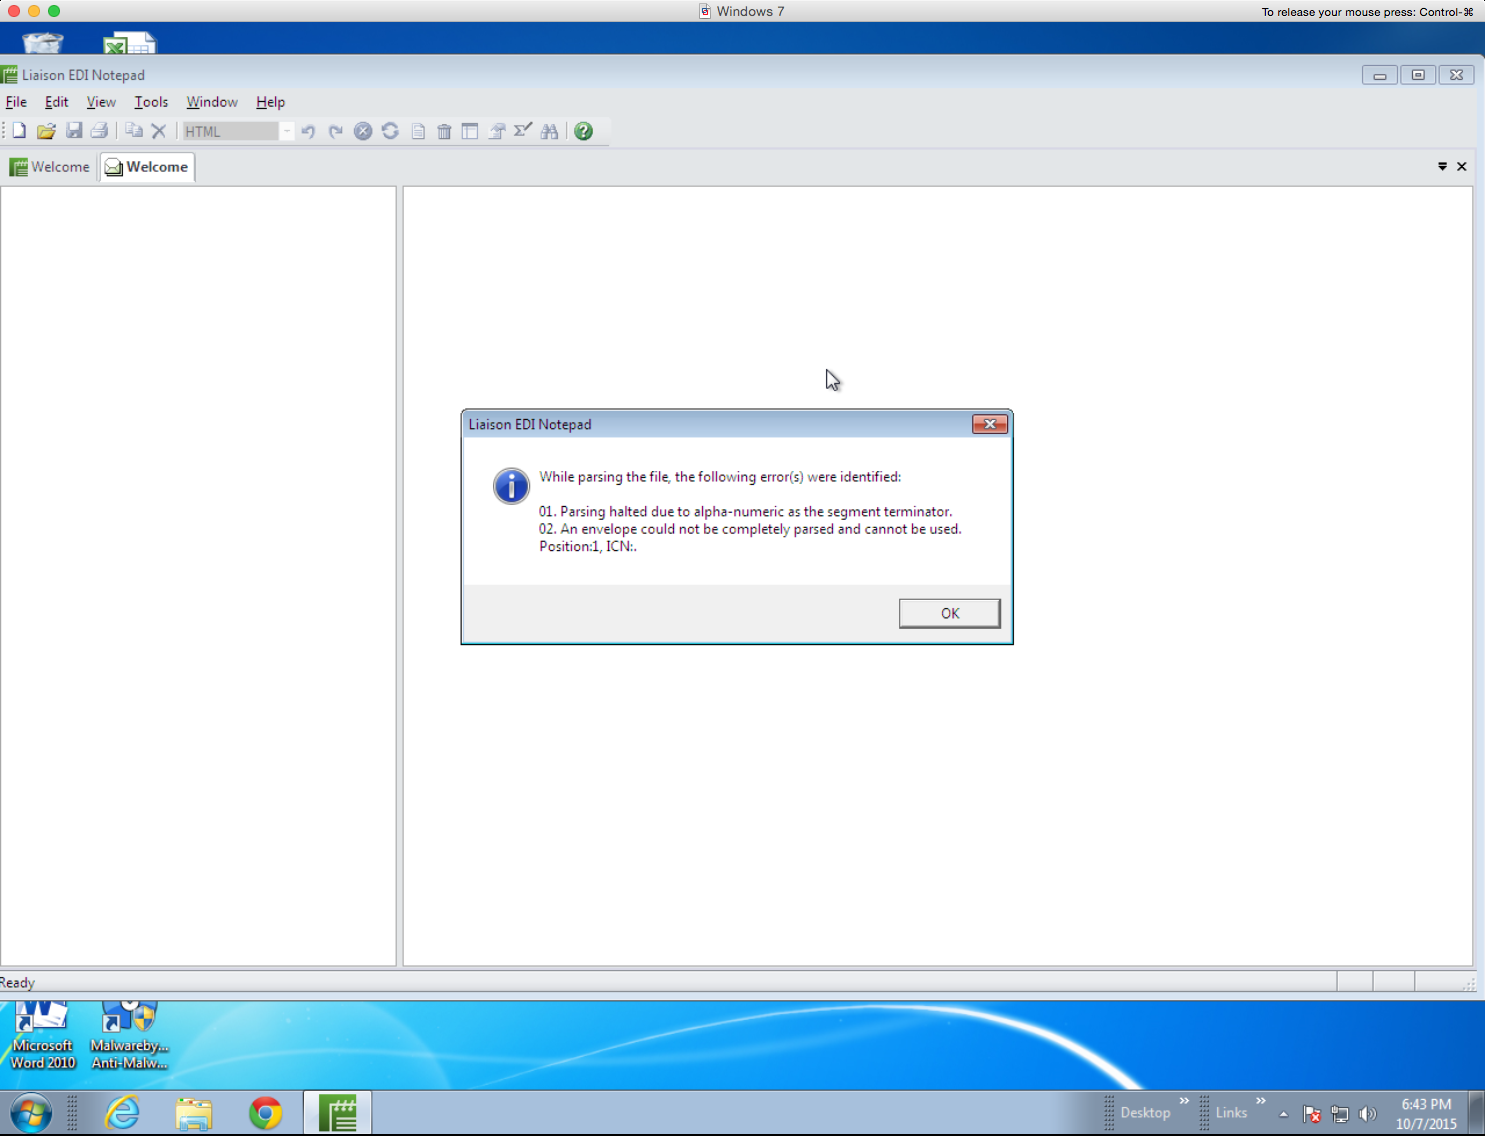 Windows 7
To release your mouse press: Control-⌘
Liaison EDI Notepad
File Edit View Tools Window Help
HTML
Welcome Welcome
Liaison EDI Notepad
While parsing the file, the following error(s) were identified:
01. Parsing halted due to alpha-numeric as the segment terminator.
02. An envelope could not be completely parsed and cannot be used.
Position:1, ICN:.
OK
Ready
Microsoft
Word 2010
Malwareby...
Anti-Malw...
Desktop
Links
6:43 PM
10/7/2015